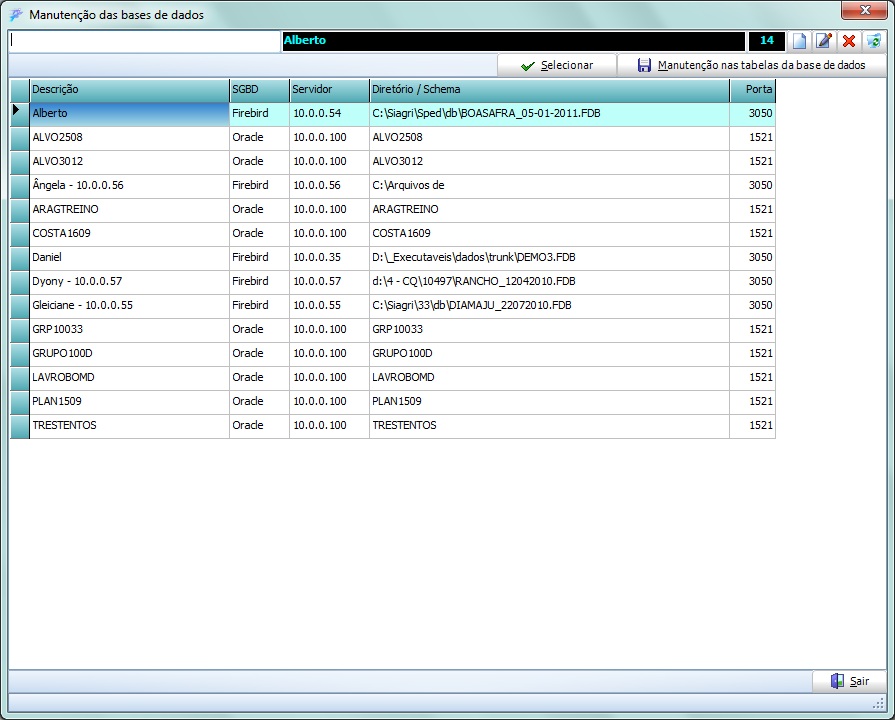 Manutenção das bases de dados
Alberto 14
Selecionar Manutenção nas tabelas da base de dados
Descrição SGBD Servidor Diretório / Schema Porta
Alberto Firebird 10.0.0.54 C:\Siagri\Sped\db\BOASAFRA_05-01-2011.FDB 3050
ALVO2508 Oracle 10.0.0.100 ALVO2508 1521
ALVO3012 Oracle 10.0.0.100 ALVO3012 1521
Ângela - 10.0.0.56 Firebird 10.0.0.56 C:\Arquivos de 3050
ARAGTREINO Oracle 10.0.0.100 ARAGTREINO 1521
COSTA1609 Oracle 10.0.0.100 COSTA1609 1521
Daniel Firebird 10.0.0.35 D:\_Executaveis\dados\trunk\DEMO3.FDB 3050
Dyony - 10.0.0.57 Firebird 10.0.0.57 d:\4 - CQ\10497\RANCHO_12042010.FDB 3050
Gleiciane - 10.0.0.55 Firebird 10.0.0.55 C:\Siagri\33\db\DIAMAJU_22072010.FDB 3050
GRP10033 Oracle 10.0.0.100 GRP10033 1521
GRUPO100D Oracle 10.0.0.100 GRUPO100D 1521
LAVROBOMD Oracle 10.0.0.100 LAVROBOMD 1521
PLAN1509 Oracle 10.0.0.100 PLAN1509 1521
TRESTENTOS Oracle 10.0.0.100 TRESTENTOS 1521
Sair